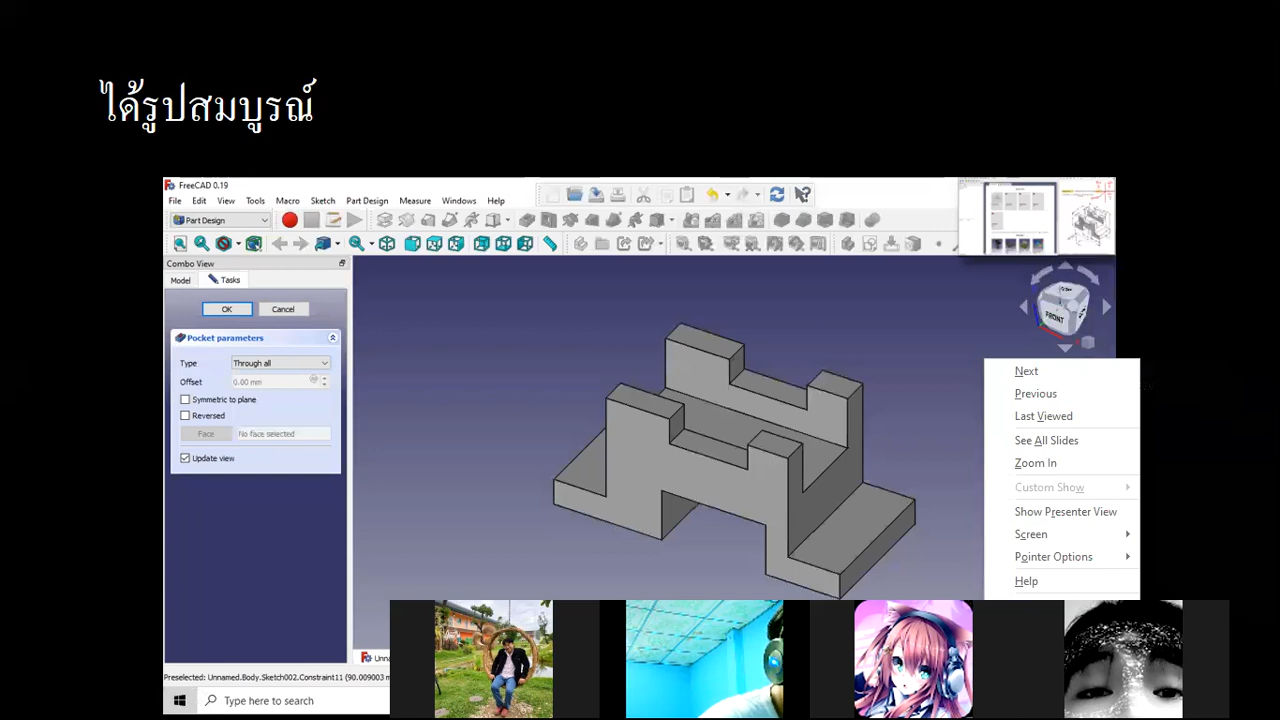 ได้รูปสมบูรณ์
FreeCAD 0.19
File Edit View Tools Macro Sketch Part Design Measure Windows Help
Part Design
Combo View
Model Tasks
OK Cancel
Pocket parameters
Type Through all
Offset 0.00 mm
Symmetric to plane
Reversed
Face No face selected
Update view
FRONT
Next
Previous
Last Viewed
See All Slides
Zoom In
Custom Show
Show Presenter View
Screen
Pointer Options
Help
Preselected: Unnamed.Body.Sketch002.Constraint11 (90.009003 m
Type here to search